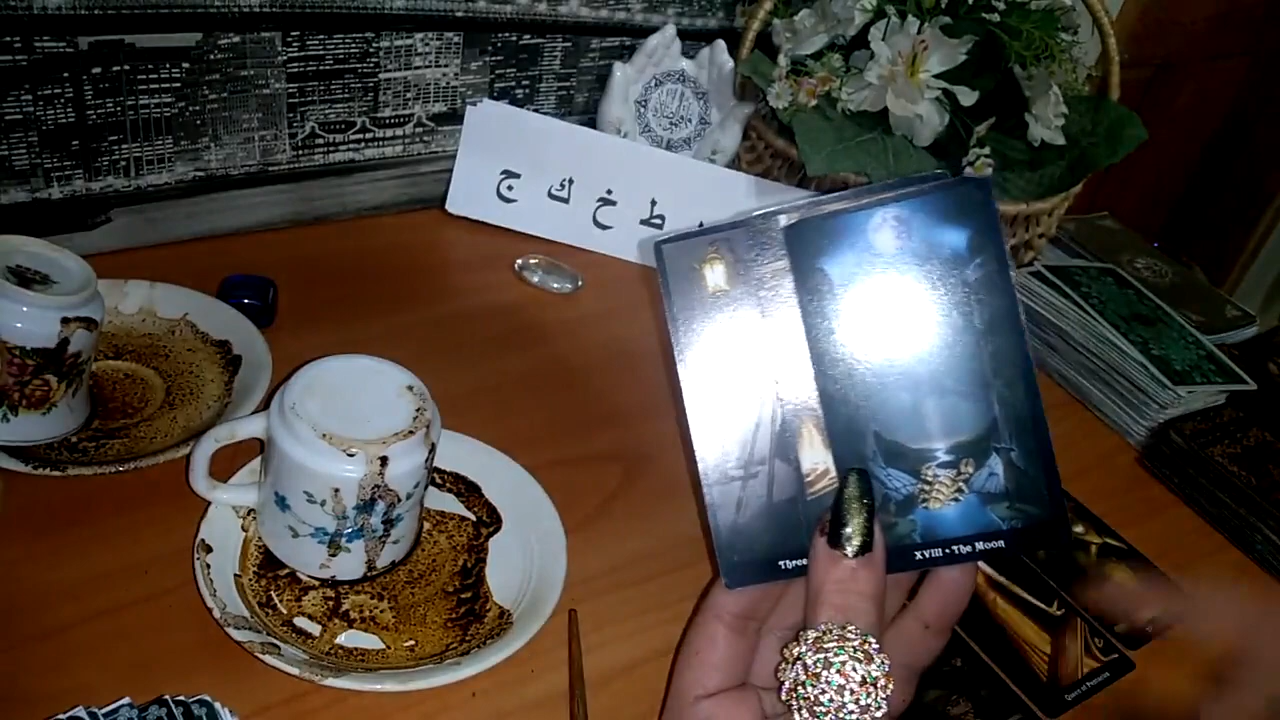 ج ك خ ط
Three
XVIII • The Moon
Queen of Pentacles